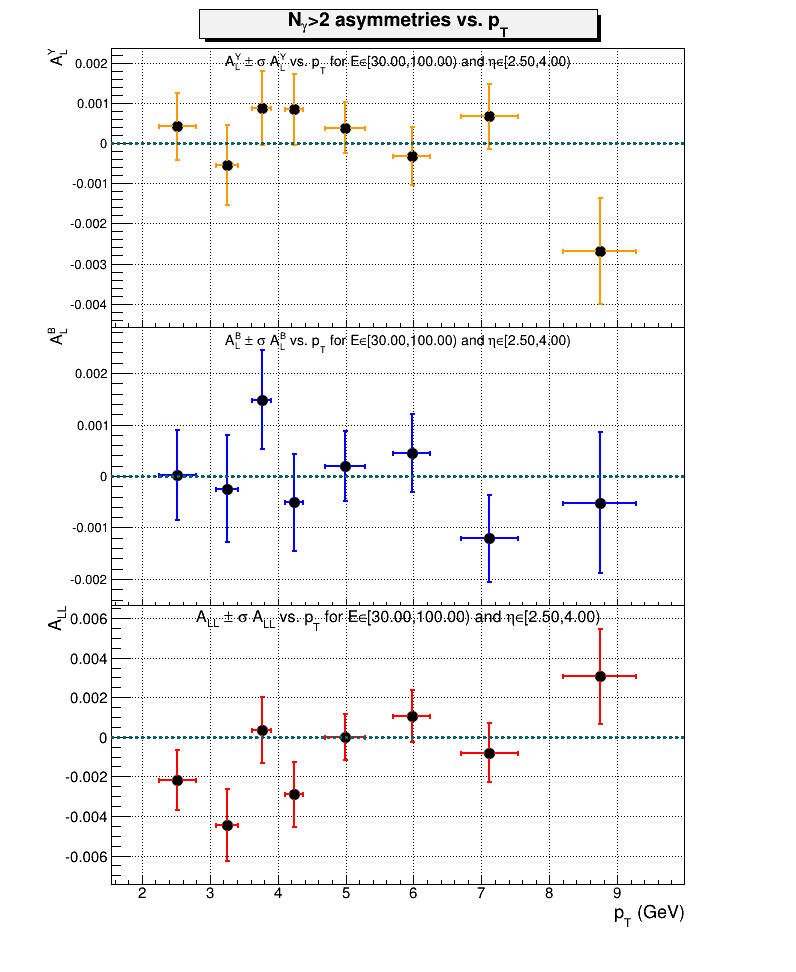 Nγ>2 asymmetries vs. pT
A_L^Y
A_L^Y ± σ A_L^Y vs. p_T for E∈[30.00,100.00) and η∈[2.50,4.00)
0.002
0.001
0
-0.001
-0.002
-0.003
-0.004
A_L^B
A_L^B ± σ A_L^B vs. p_T for E∈[30.00,100.00) and η∈[2.50,4.00)
0.002
0.001
0
-0.001
-0.002
A_LL
A_LL ± σ A_LL vs. p_T for E∈[30.00,100.00) and η∈[2.50,4.00)
0.006
0.004
0.002
0
-0.002
-0.004
-0.006
2 3 4 5 6 7 8 9
p_T (GeV)